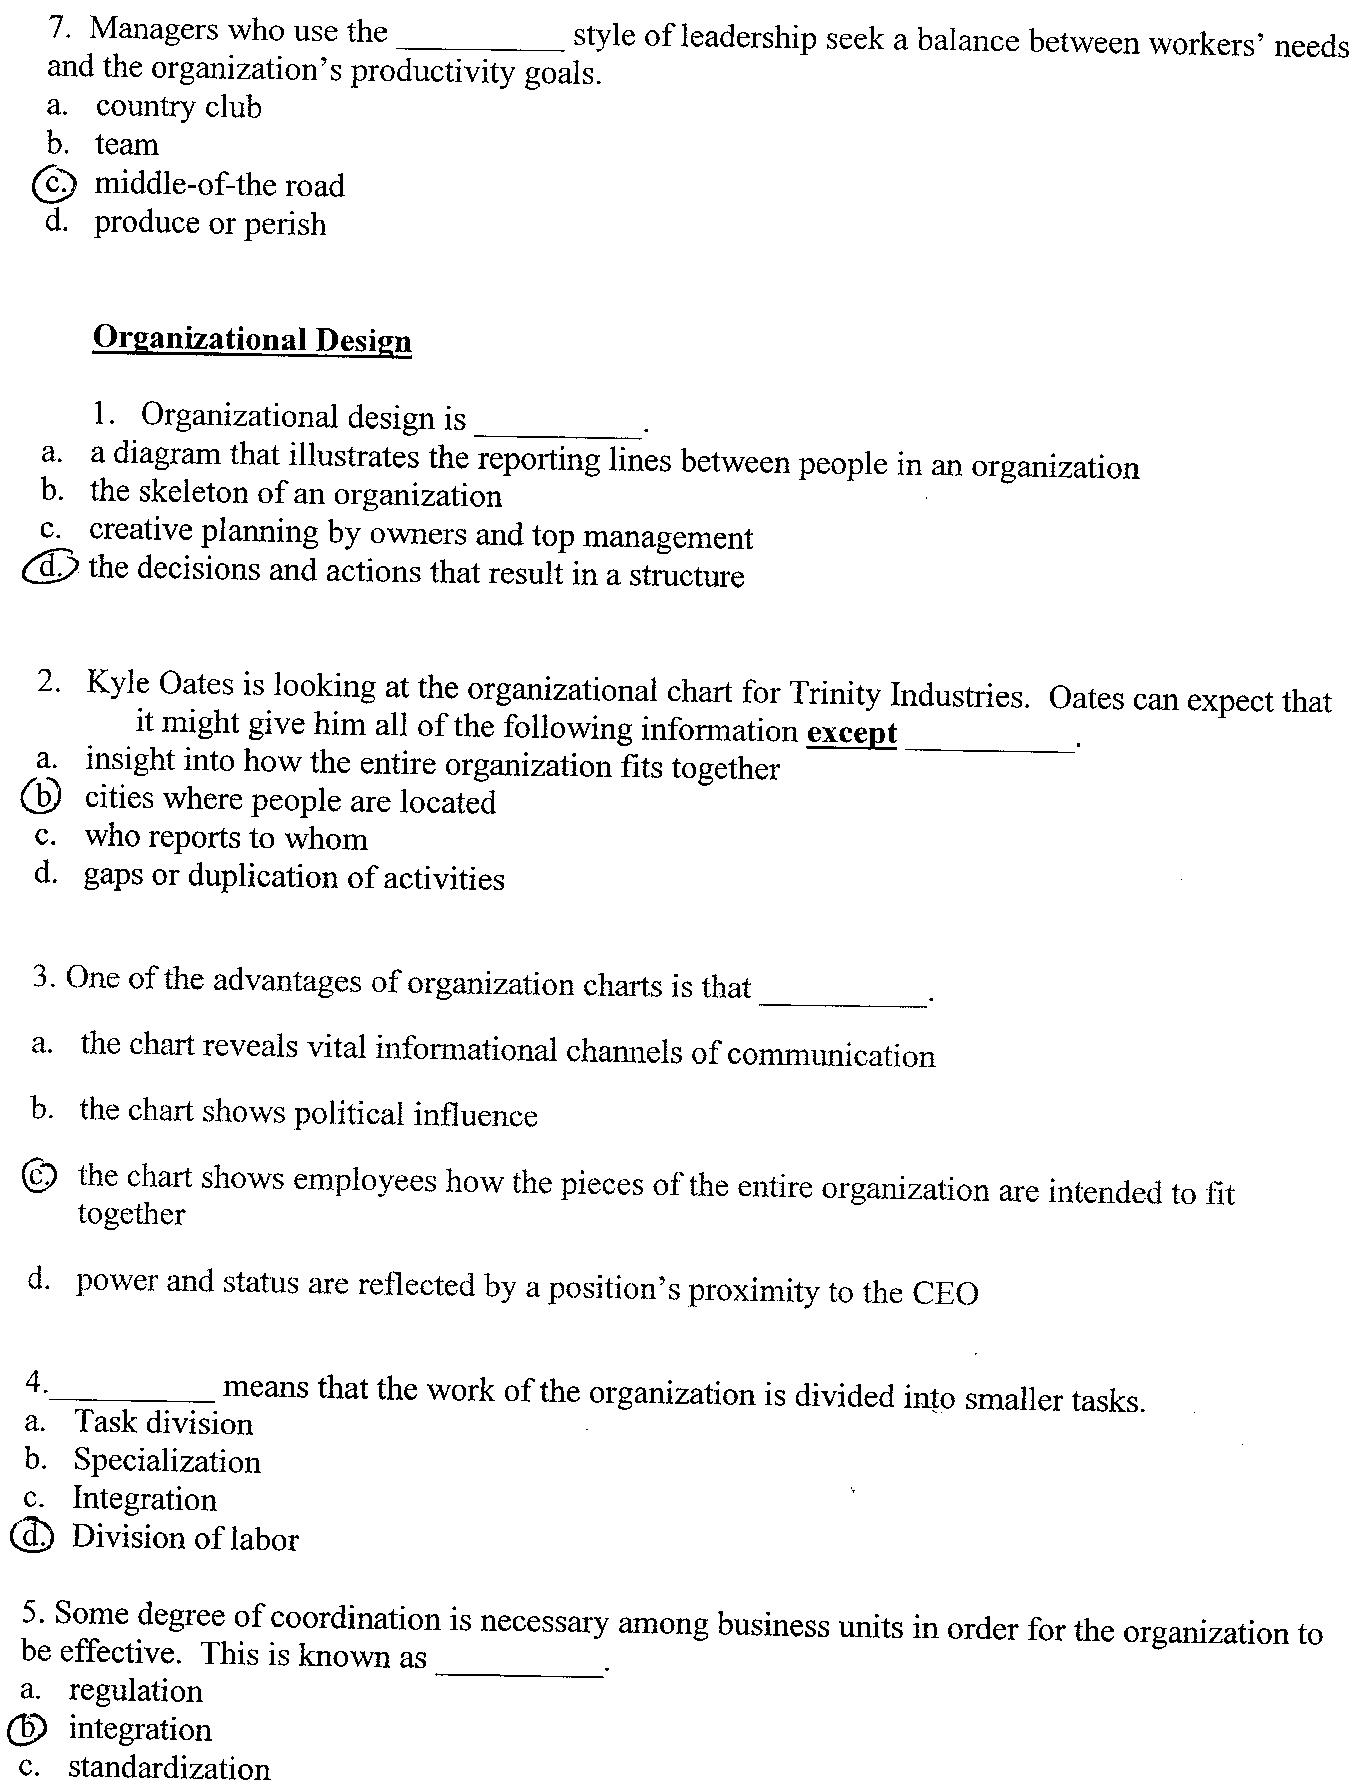 7. Managers who use the __________ style of leadership seek a balance between workers' needs
and the organization's productivity goals.
a. country club
b. team
c. middle-of-the road
d. produce or perish
Organizational Design
1. Organizational design is __________.
a. a diagram that illustrates the reporting lines between people in an organization
b. the skeleton of an organization
c. creative planning by owners and top management
d. the decisions and actions that result in a structure
2. Kyle Oates is looking at the organizational chart for Trinity Industries. Oates can expect that
it might give him all of the following information except __________.
a. insight into how the entire organization fits together
b cities where people are located
c. who reports to whom
d. gaps or duplication of activities
3. One of the advantages of organization charts is that __________.
a. the chart reveals vital informational channels of communication
b. the chart shows political influence
c. the chart shows employees how the pieces of the entire organization are intended to fit
together
d. power and status are reflected by a position's proximity to the CEO
4.__________ means that the work of the organization is divided into smaller tasks.
a. Task division
b. Specialization
c. Integration
d. Division of labor
5. Some degree of coordination is necessary among business units in order for the organization to
be effective. This is known as __________.
a. regulation
b integration
c. standardization